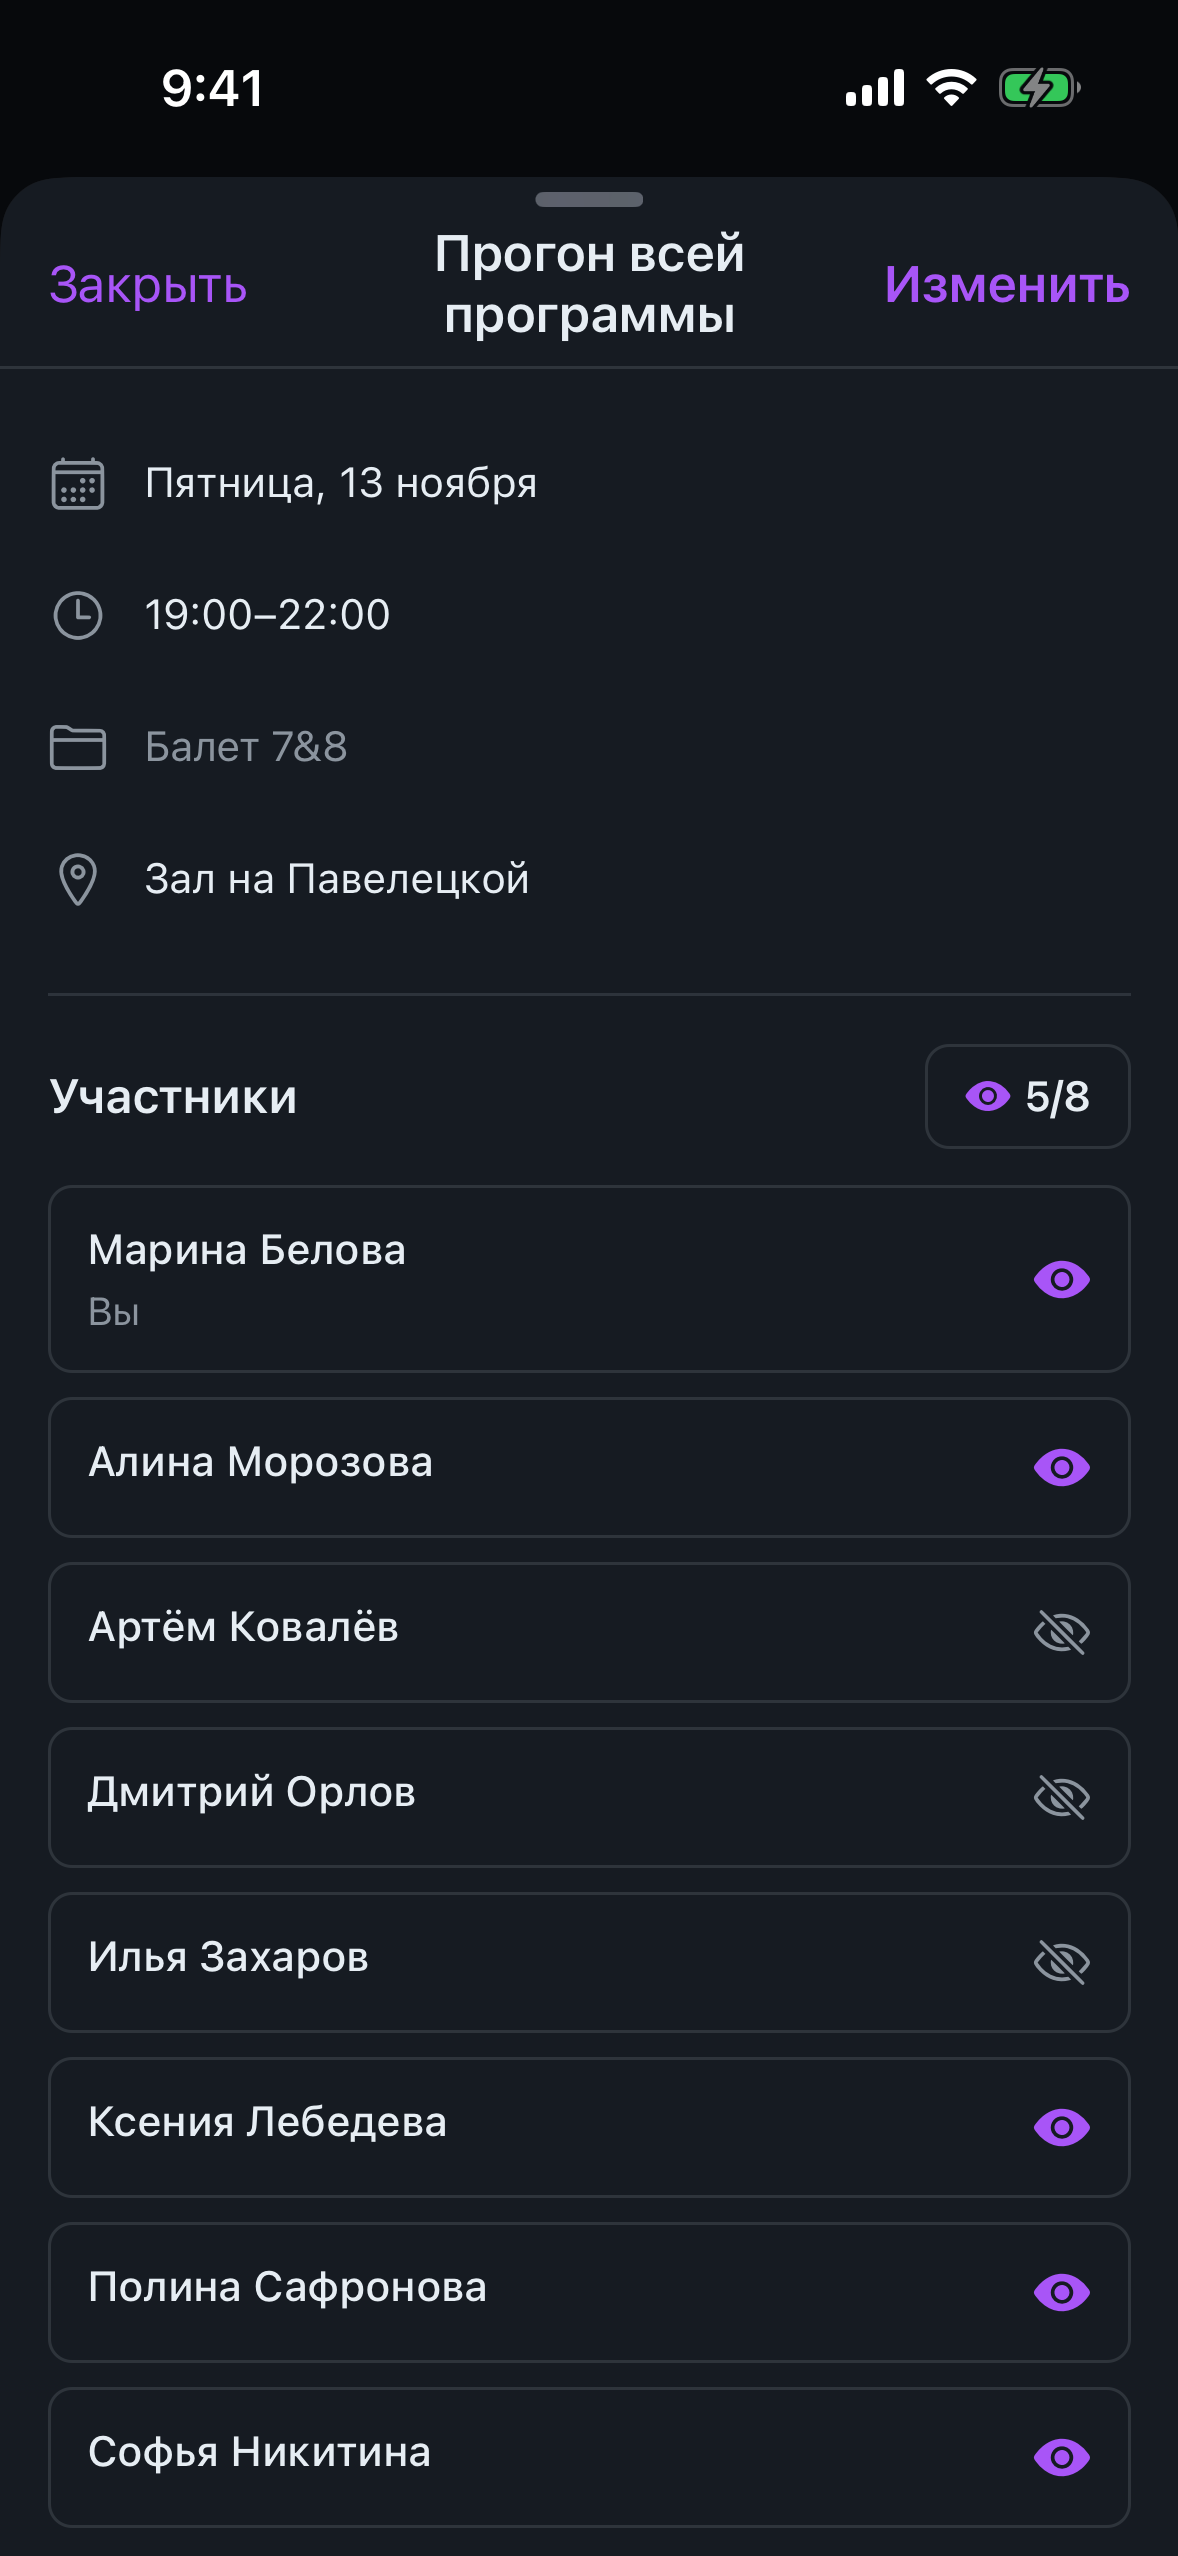 9:41
Закрыть
Прогон всей
программы
Изменить
Пятница, 13 ноября
19:00–22:00
Балет 7&8
Зал на Павелецкой
Участники
5/8
Марина Белова
Вы
Алина Морозова
Артём Ковалёв
Дмитрий Орлов
Илья Захаров
Ксения Лебедева
Полина Сафронова
Софья Никитина